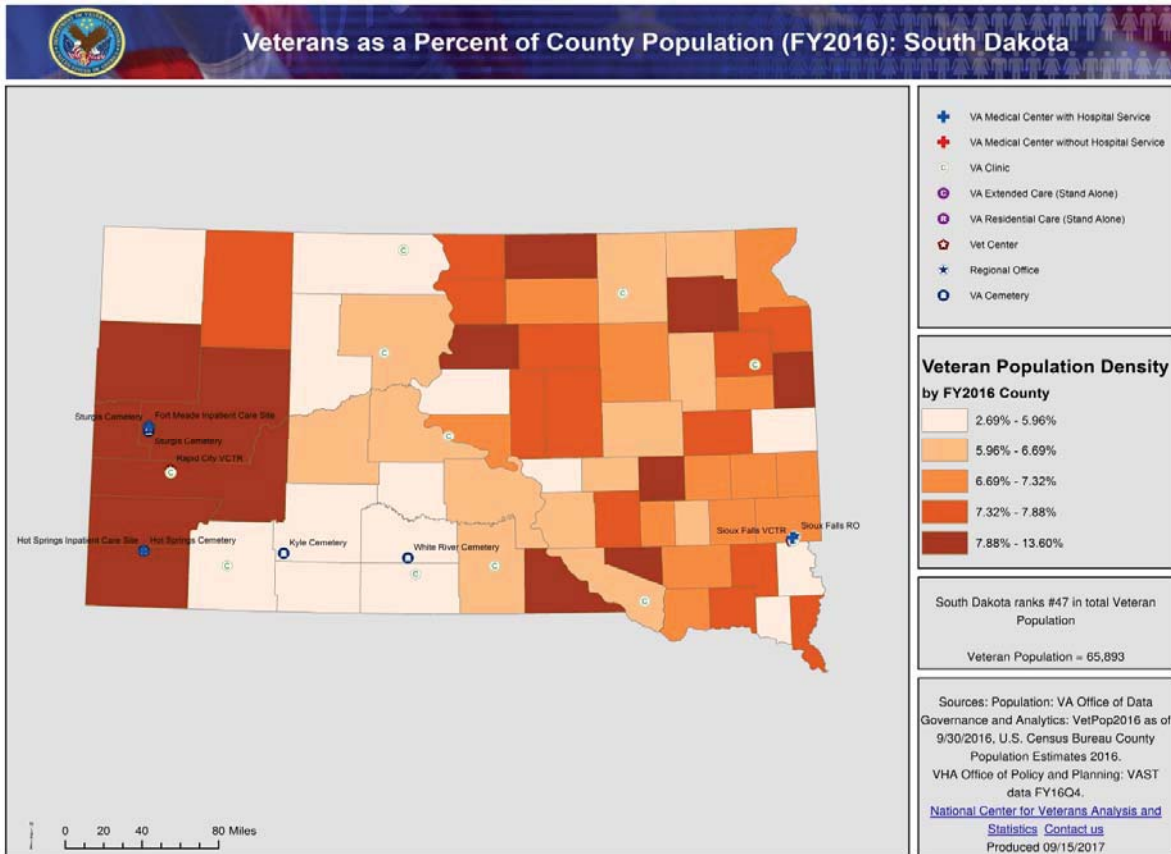 Veterans as a Percent of County Population (FY2016): South Dakota
VA Medical Center with Hospital Service
VA Medical Center without Hospital Service
C VA Clinic
C VA Extended Care (Stand Alone)
R VA Residential Care (Stand Alone)
Vet Center
Regional Office
VA Cemetery
C
C
C
C
Sturgis Cemetery
Fort Meade Inpatient Care Site
Sturgis Cemetery
C
Rapid City VCTR
C
Sioux Falls RO
Sioux Falls VCTR
Hot Springs Inpatient Care Site
Hot Springs Cemetery
Kyle Cemetery
White River Cemetery
C
C
C
C
Veteran Population Density
by FY2016 County
2.69% - 5.96%
5.96% - 6.69%
6.69% - 7.32%
7.32% - 7.88%
7.88% - 13.60%
South Dakota ranks #47 in total Veteran
Population
Veteran Population = 65,893
Sources: Population: VA Office of Data
Governance and Analytics: VetPop2016 as of
9/30/2016, U.S. Census Bureau County
Population Estimates 2016.
VHA Office of Policy and Planning: VAST
data FY16Q4.
National Center for Veterans Analysis and
Statistics Contact us
Produced 09/15/2017
0 20 40 80 Miles